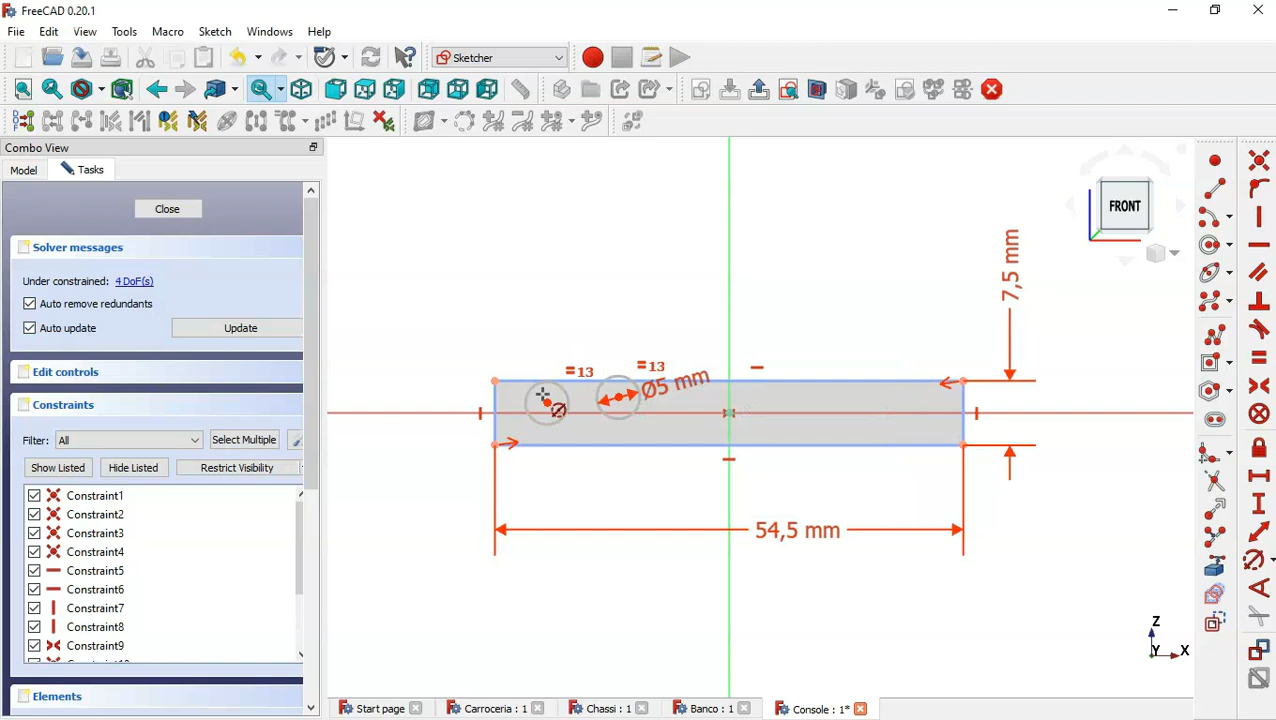 FreeCAD 0.20.1
File Edit View Tools Macro Sketch Windows Help
Sketcher
Combo View
Model
Tasks
Close
Solver messages
Under constrained: 4 DoF(s)
Auto remove redundants
Auto update
Update
Edit controls
Constraints
Filter: All
Select Multiple
Show Listed
Hide Listed
Restrict Visibility
Constraint1
Constraint2
Constraint3
Constraint4
Constraint5
Constraint6
Constraint7
Constraint8
Constraint9
Elements
FRONT
7,5 mm
=13
=13
Ø5 mm
54,5 mm
Z
Y X
Start page
Carroceria : 1
Chassi : 1
Banco : 1
Console : 1*